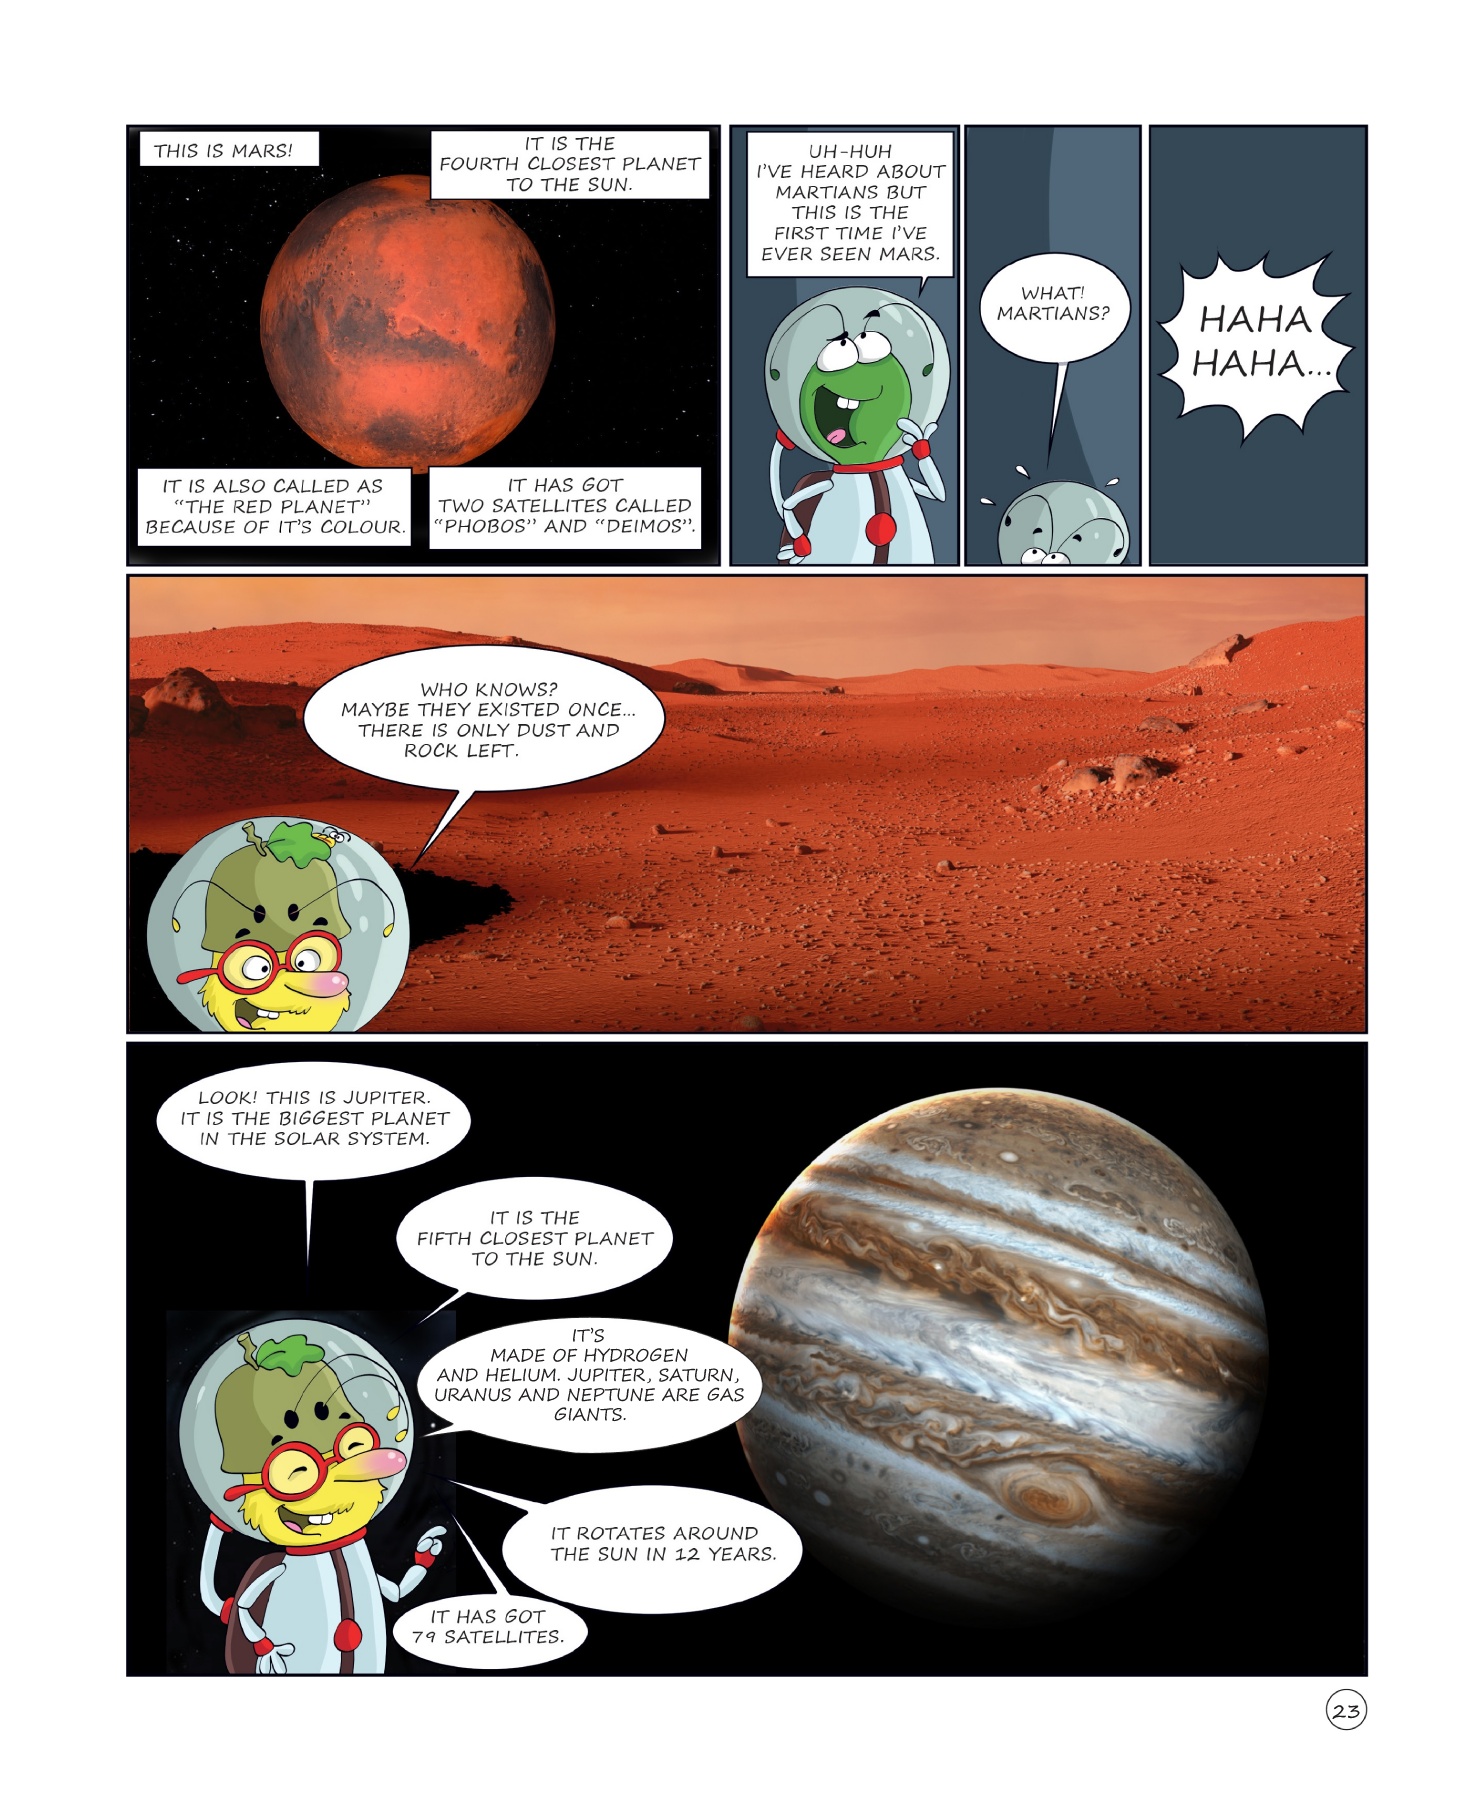 THIS IS MARS!
IT IS THE
FOURTH CLOSEST PLANET
TO THE SUN.
IT IS ALSO CALLED AS
“THE RED PLANET”
BECAUSE OF IT'S COLOUR.
IT HAS GOT
TWO SATELLITES CALLED
“PHOBOS” AND “DEIMOS”.
UH-HUH
I'VE HEARD ABOUT
MARTIANS BUT
THIS IS THE
FIRST TIME I'VE
EVER SEEN MARS.
WHAT!
MARTIANS?
HAHA
HAHA...
WHO KNOWS?
MAYBE THEY EXISTED ONCE...
THERE IS ONLY DUST AND
ROCK LEFT.
LOOK! THIS IS JUPITER.
IT IS THE BIGGEST PLANET
IN THE SOLAR SYSTEM.
IT IS THE
FIFTH CLOSEST PLANET
TO THE SUN.
IT'S
MADE OF HYDROGEN
AND HELIUM. JUPITER, SATURN,
URANUS AND NEPTUNE ARE GAS
GIANTS.
IT ROTATES AROUND
THE SUN IN 12 YEARS.
IT HAS GOT
79 SATELLITES.
23